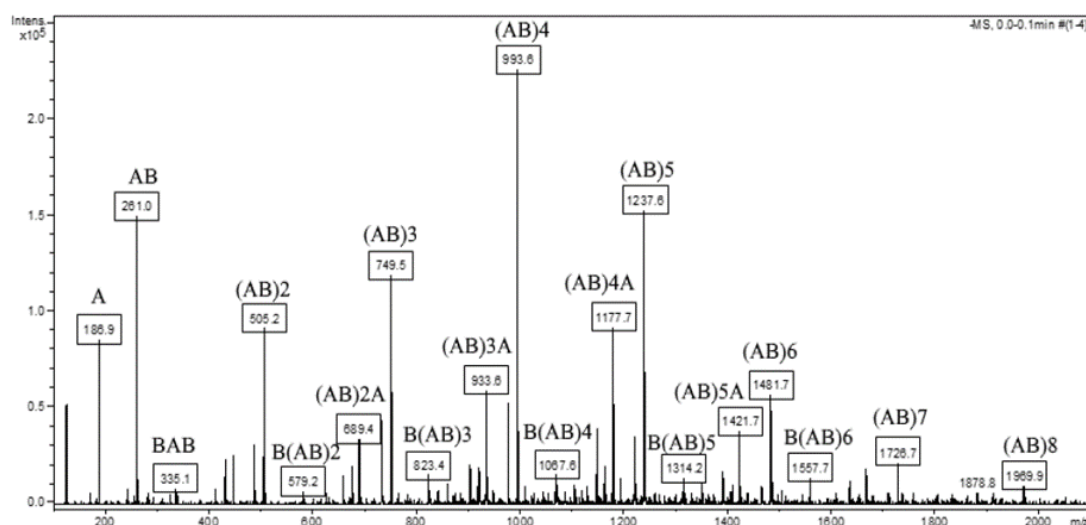 Intens.
x10⁵
-MS, 0.0-0.1min #(1-4)
(AB)4
993.6
2.0
AB
261.0
(AB)5
1237.6
1.5
(AB)3
749.5
A
186.9
(AB)2
505.2
(AB)4A
1177.7
1.0
(AB)3A
933.6
(AB)6
1481.7
(AB)2A
689.4
(AB)5A
1421.7
0.5
BAB
335.1
B(AB)2
579.2
B(AB)3
823.4
B(AB)4
1067.6
B(AB)5
1314.2
B(AB)6
1557.7
(AB)7
1726.7
1878.8
(AB)8
1969.9
0.0
200 400 600 800 1000 1200 1400 1600 1800 2000